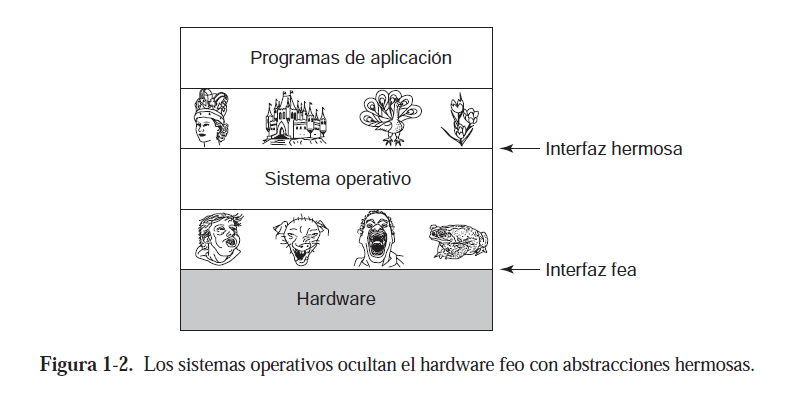 Programas de aplicación
Interfaz hermosa
Sistema operativo
Interfaz fea
Hardware
Figura 1-2. Los sistemas operativos ocultan el hardware feo con abstracciones hermosas.